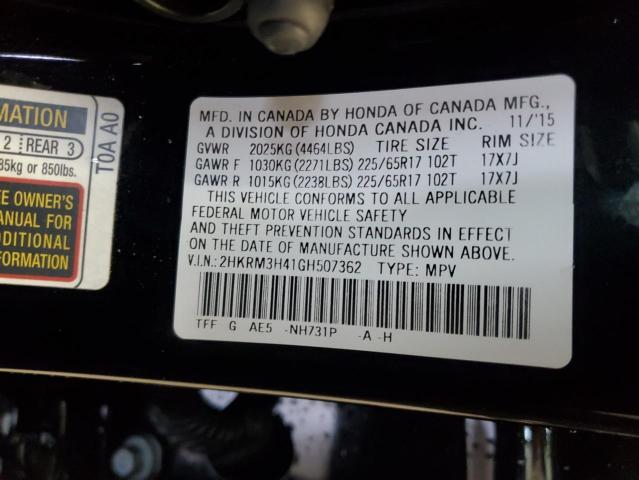 MATION
2 REAR 3
85kg or 850lbs.
EE OWNER'S
ANUAL FOR
DDITIONAL
FORMATION
T0A A0
MFD. IN CANADA BY HONDA OF CANADA MFG.,
A DIVISION OF HONDA CANADA INC. 11/'15
GVWR 2025KG (4464LBS) TIRE SIZE RIM SIZE
GAWR F 1030KG (2271LBS) 225/65R17 102T 17X7J
GAWR R 1015KG (2238LBS) 225/65R17 102T 17X7J
THIS VEHICLE CONFORMS TO ALL APPLICABLE
FEDERAL MOTOR VEHICLE SAFETY
AND THEFT PREVENTION STANDARDS IN EFFECT
ON THE DATE OF MANUFACTURE SHOWN ABOVE.
V.I.N.: 2HKRM3H41GH507362 TYPE: MPV
TFF G AE5 -NH731P -A -H